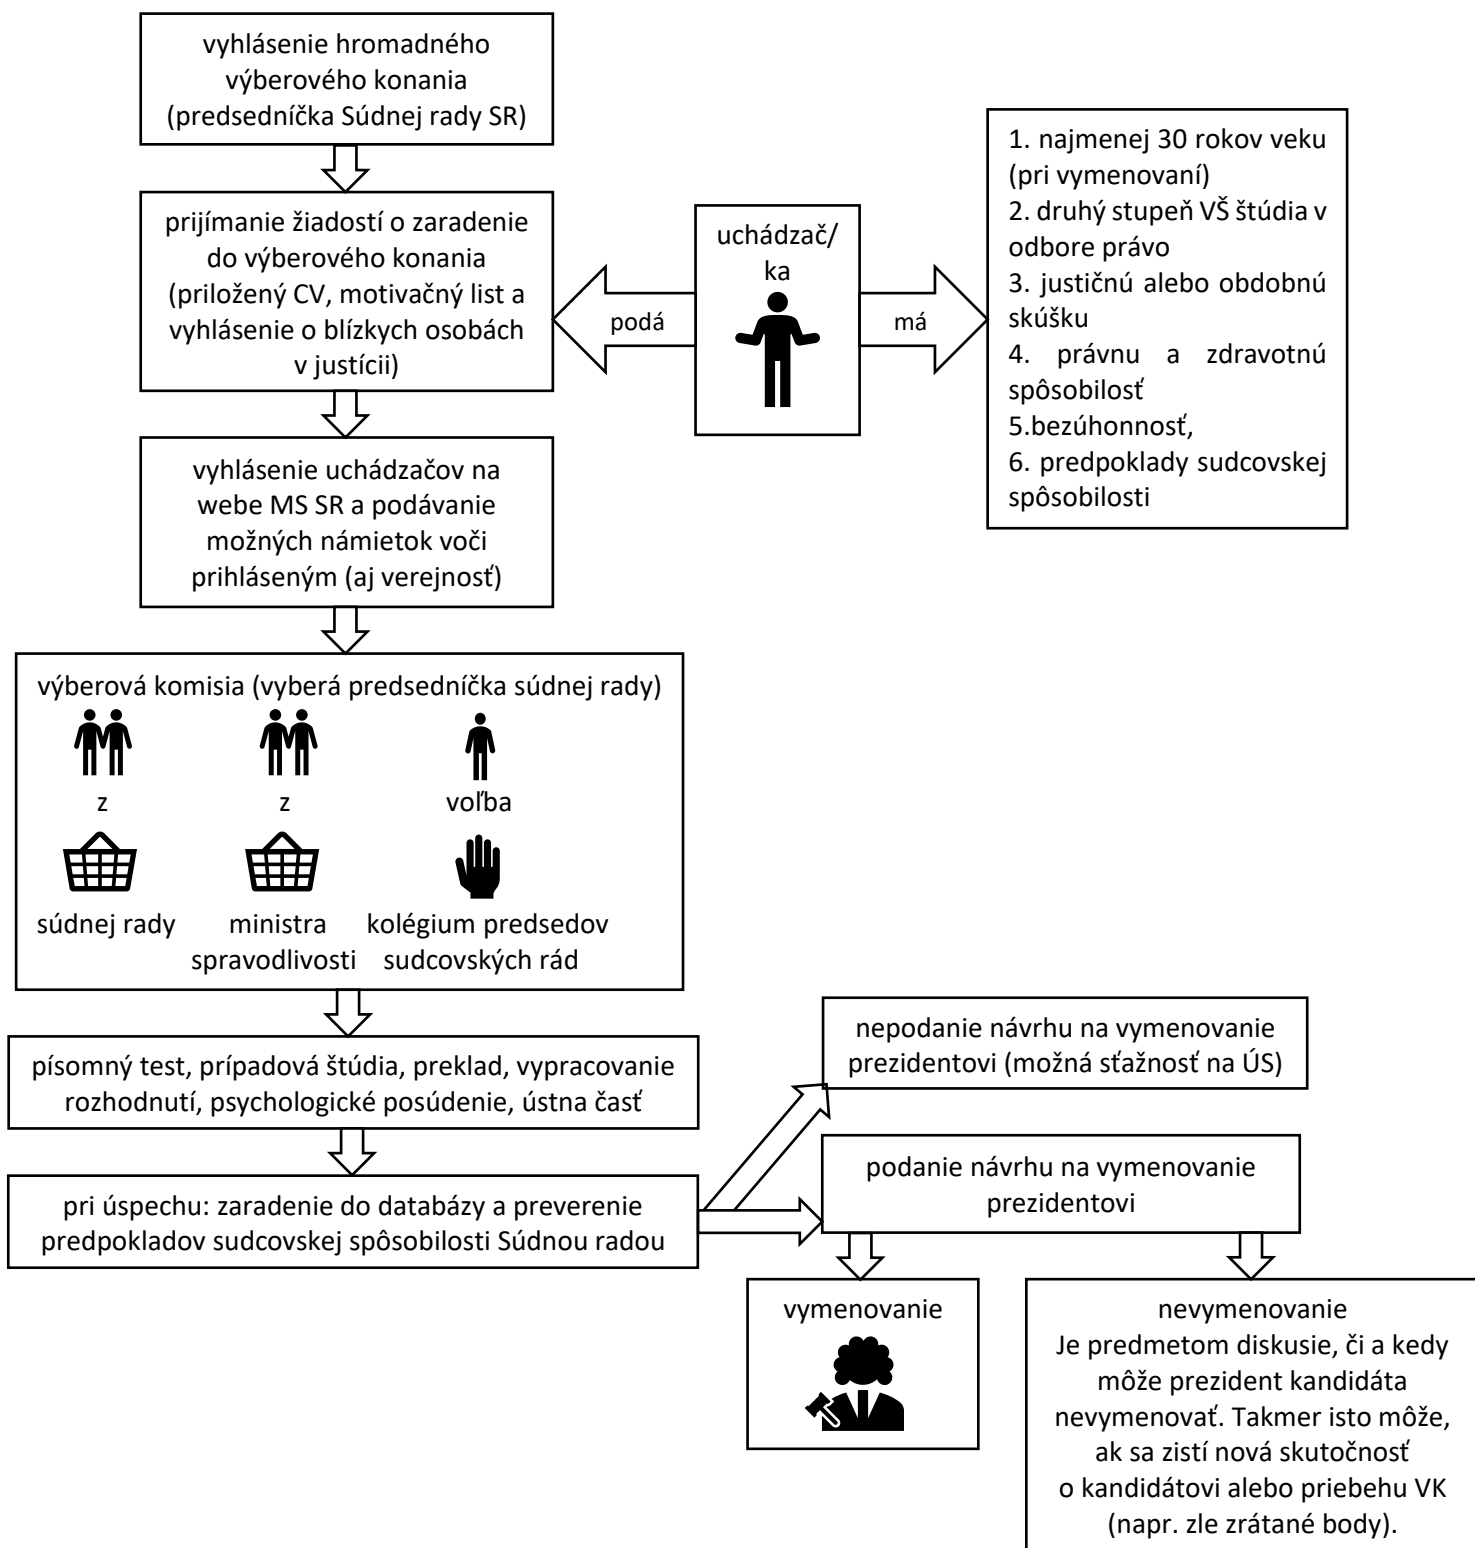 vyhlásenie hromadného
výberového konania
(predsedníčka Súdnej rady SR)
prijímanie žiadostí o zaradenie
do výberového konania
(priložený CV, motivačný list a
vyhlásenie o blízkych osobách
v justícii)
podá
uchádzač/
ka
má
1. najmenej 30 rokov veku
(pri vymenovaní)
2. druhý stupeň VŠ štúdia v
odbore právo
3. justičnú alebo obdobnú
skúšku
4. právnu a zdravotnú
spôsobilosť
5.bezúhonnosť,
6. predpoklady sudcovskej
spôsobilosti
vyhlásenie uchádzačov na
webe MS SR a podávanie
možných námietok voči
prihláseným (aj verejnosť)
výberová komisia (vyberá predsedníčka súdnej rady)
z z voľba
súdnej rady ministra kolégium predsedov
spravodlivosti sudcovských rád
písomný test, prípadová štúdia, preklad, vypracovanie
rozhodnutí, psychologické posúdenie, ústna časť
pri úspechu: zaradenie do databázy a preverenie
predpokladov sudcovskej spôsobilosti Súdnou radou
nepodanie návrhu na vymenovanie
prezidentovi (možná sťažnosť na ÚS)
podanie návrhu na vymenovanie
prezidentovi
vymenovanie
nevymenovanie
Je predmetom diskusie, či a kedy
môže prezident kandidáta
nevymenovať. Takmer isto môže,
ak sa zistí nová skutočnosť
o kandidátovi alebo priebehu VK
(napr. zle zrátané body).